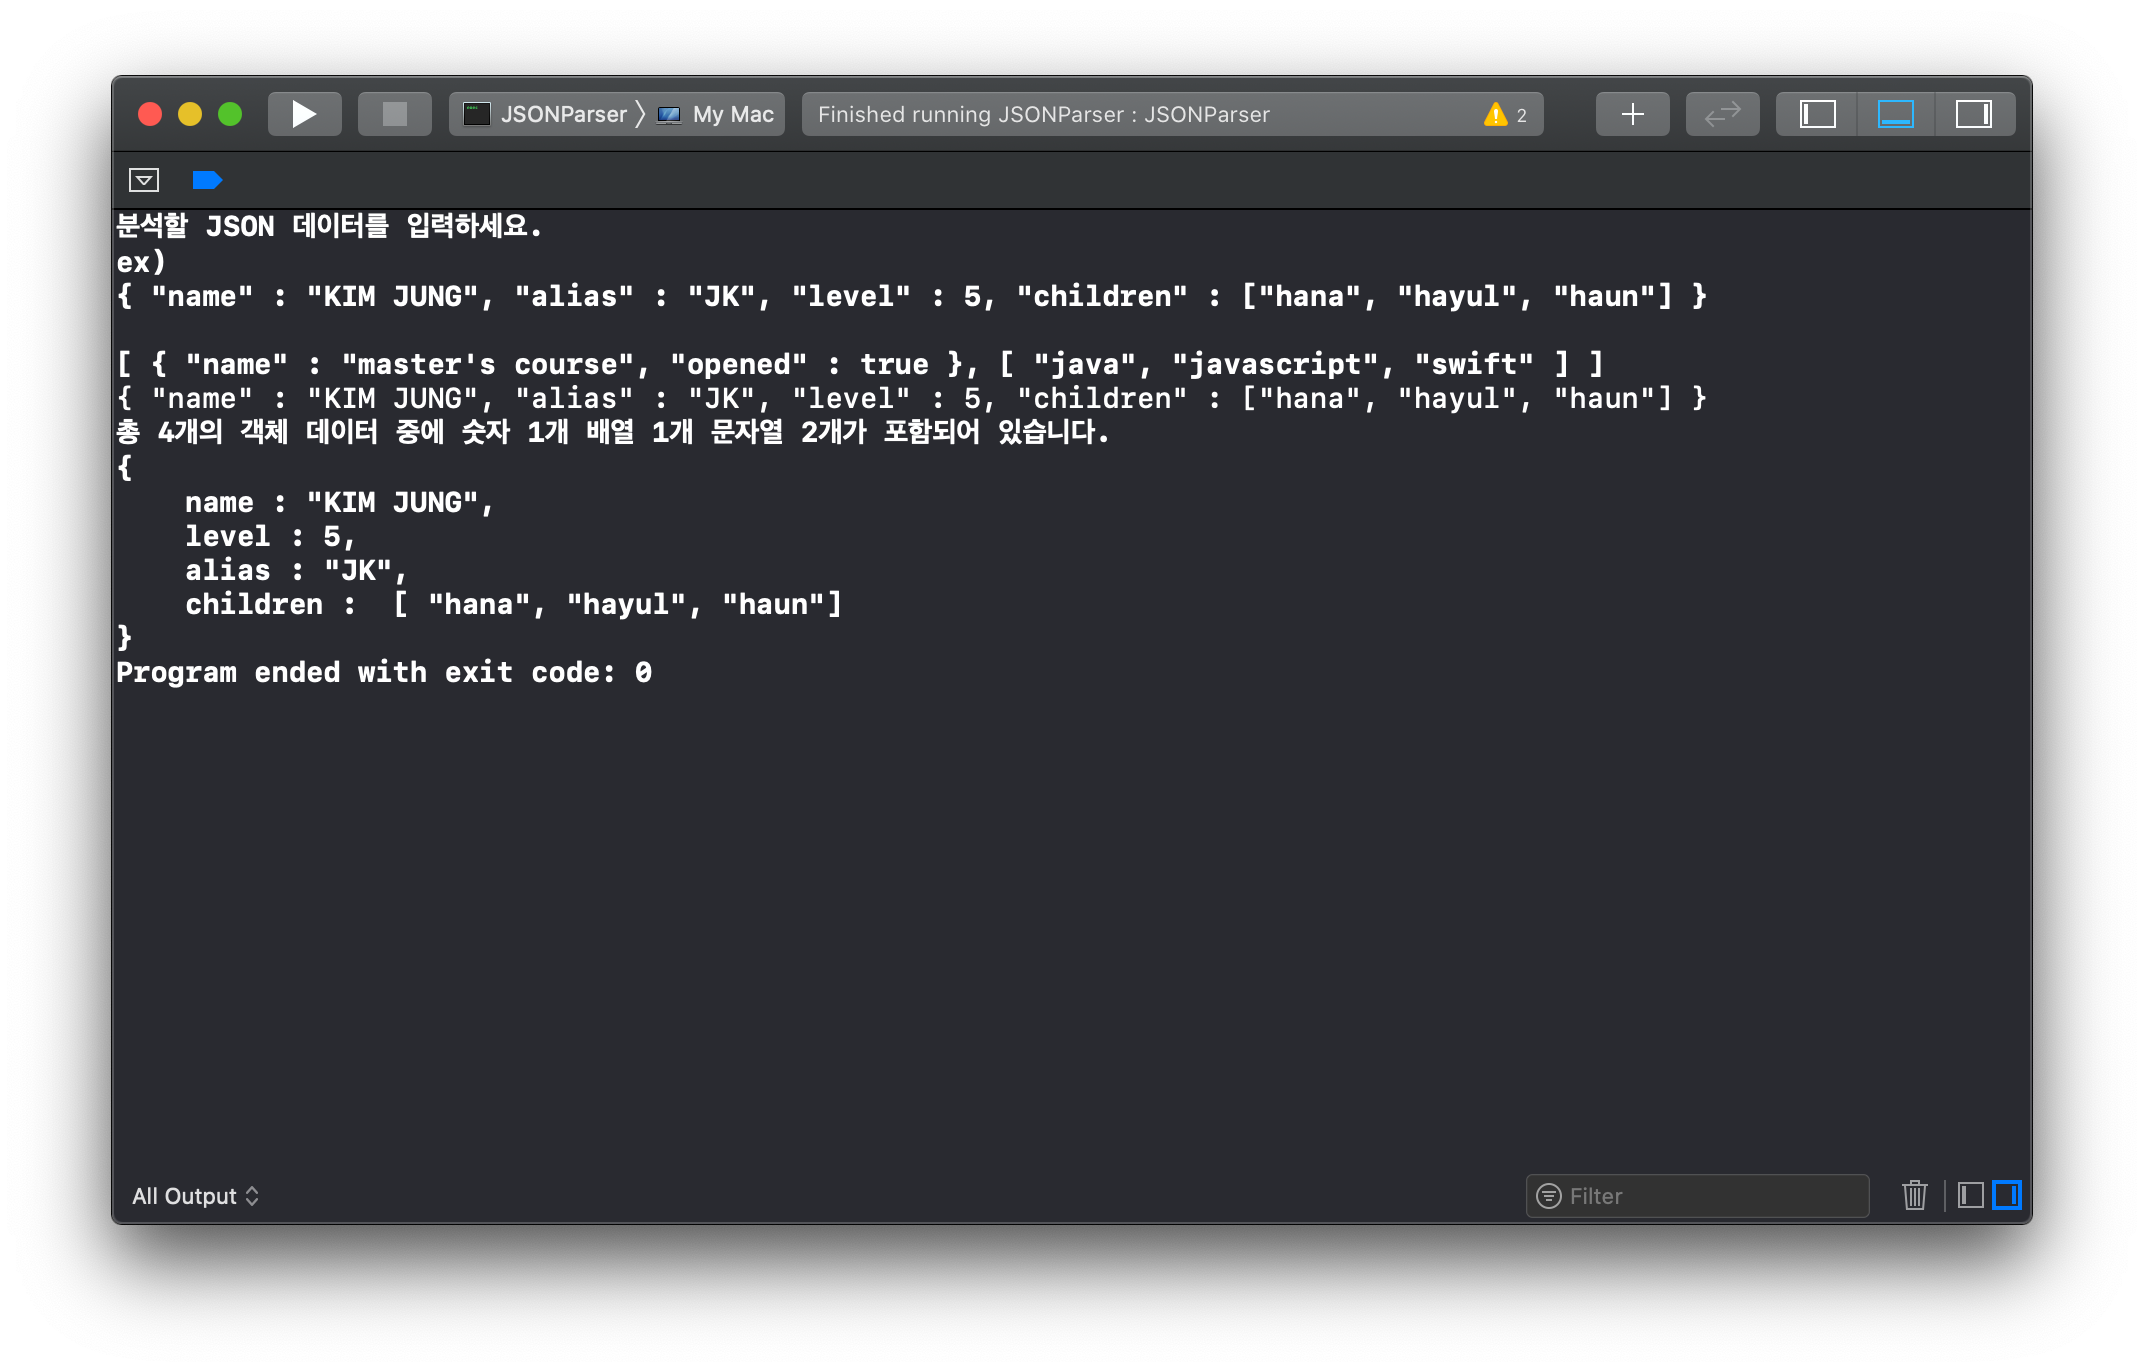 JSONParser 〉 My Mac
Finished running JSONParser : JSONParser
2
분석할 JSON 데이터를 입력하세요.
ex)
{ "name" : "KIM JUNG", "alias" : "JK", "level" : 5, "children" : ["hana", "hayul", "haun"] }
[ { "name" : "master's course", "opened" : true }, [ "java", "javascript", "swift" ] ]
{ "name" : "KIM JUNG", "alias" : "JK", "level" : 5, "children" : ["hana", "hayul", "haun"] }
총 4개의 객체 데이터 중에 숫자 1개 배열 1개 문자열 2개가 포함되어 있습니다.
{
    name : "KIM JUNG",
    level : 5,
    alias : "JK",
    children :  [ "hana", "hayul", "haun"]
}
Program ended with exit code: 0
All Output
Filter